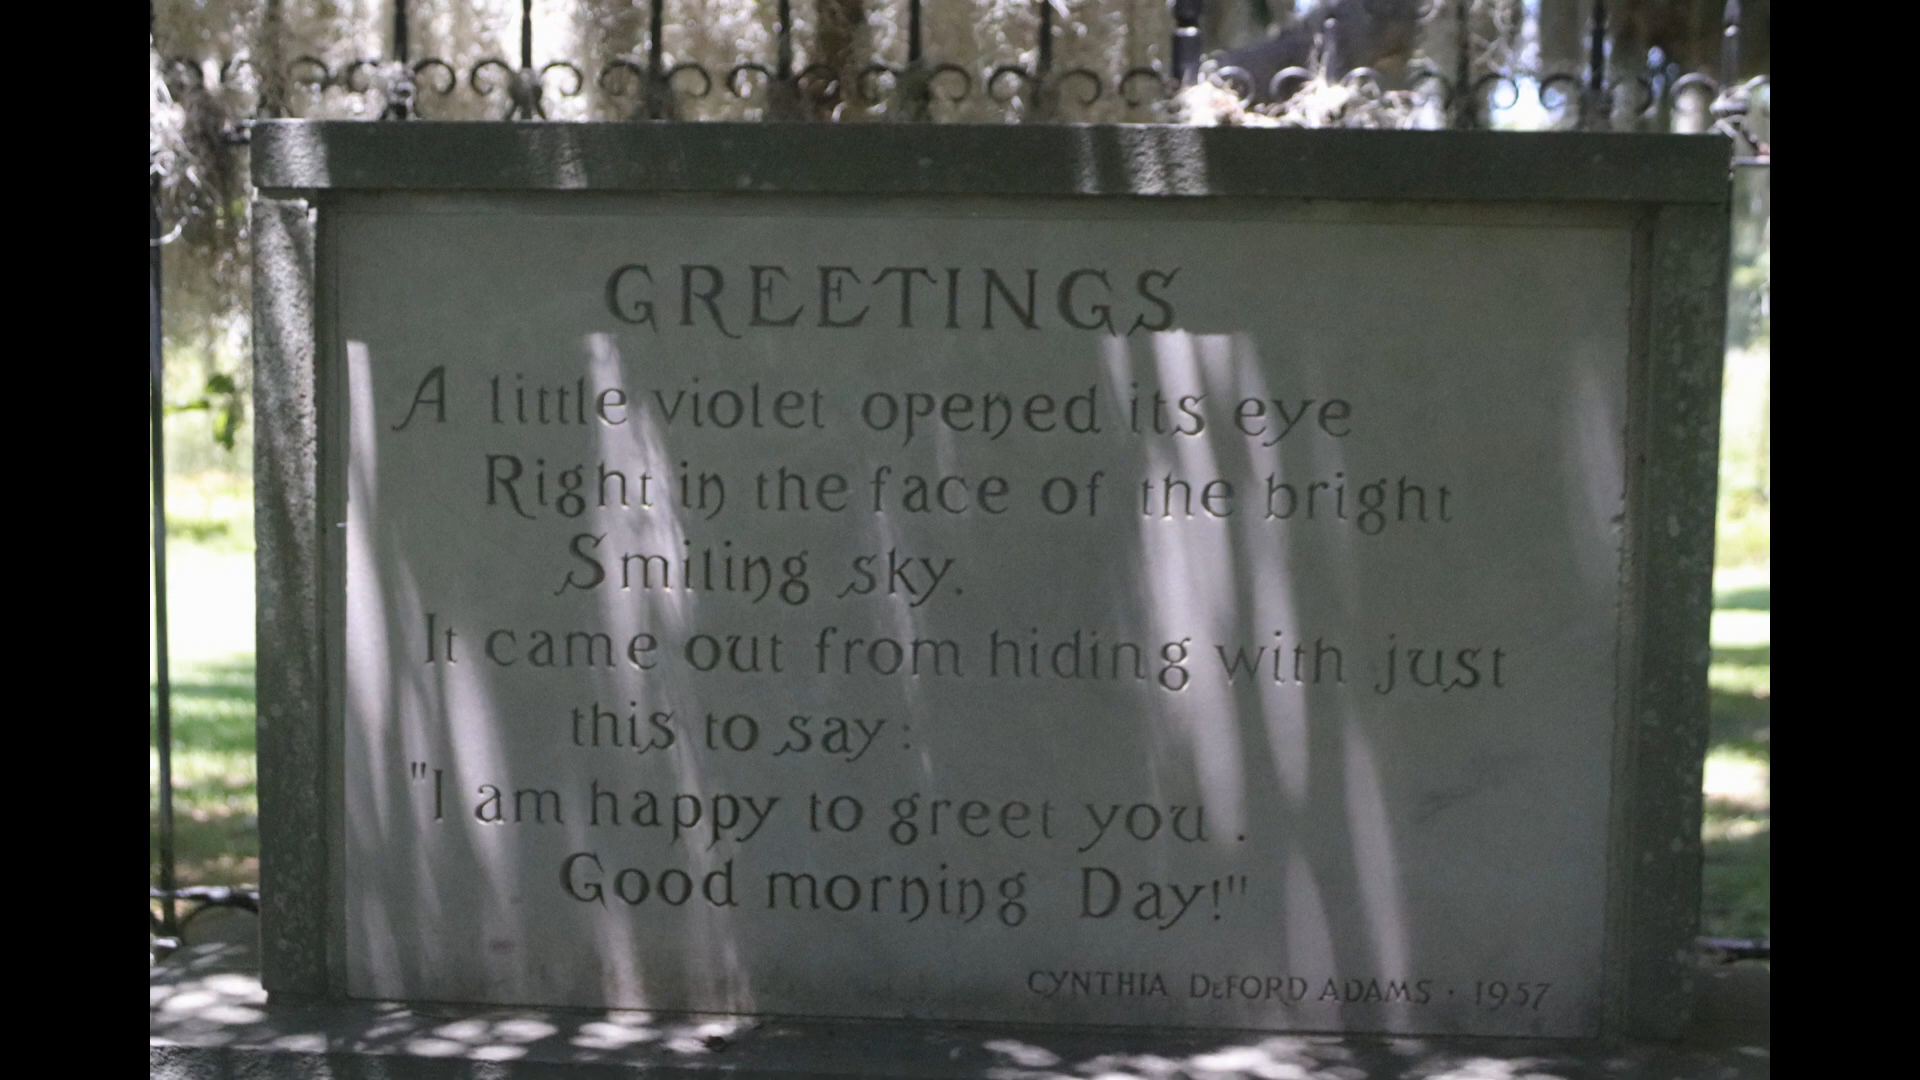 GREETINGS
A little violet opened its eye
Right in the face of the bright
Smiling sky.
It came out from hiding with just
this to say:
"I am happy to greet you.
Good morning Day!"
CYNTHIA DEFORD ADAMS · 1957